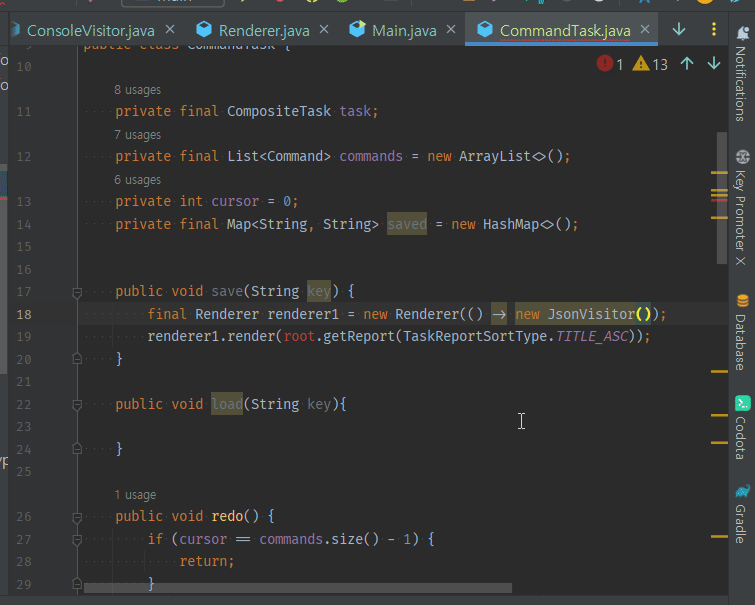 ConsoleVisitor.java × Renderer.java × Main.java × CommandTask.java ×
public class CommandTask {
1 13
10
8 usages
11 private final CompositeTask task;
7 usages
12 private final List<Command> commands = new ArrayList<>();
6 usages
13 private int cursor = 0;
14 private final Map<String, String> saved = new HashMap<>();
15
16
17 public void save(String key) {
18 final Renderer renderer1 = new Renderer(() -> new JsonVisitor());
19 renderer1.render(root.getReport(TaskReportSortType.TITLE_ASC));
20 }
21
22 public void load(String key){
23
24 }
25
1 usage
26 public void redo() {
27 if (cursor == commands.size() - 1) {
28 return;
29 }
Notifications
Key Promoter X
Database
Codota
Gradle